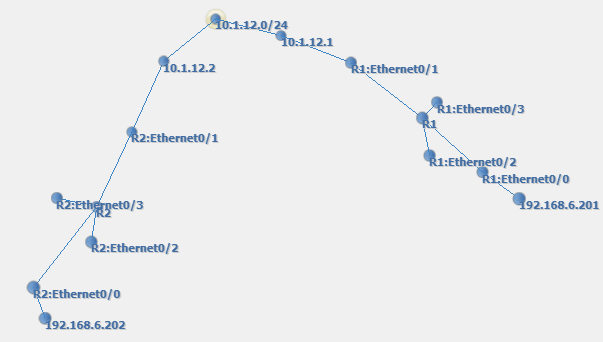 10.1.12.0/24
10.1.12.1
10.1.12.2
R1:Ethernet0/1
R1:Ethernet0/3
R1
R2:Ethernet0/1
R1:Ethernet0/2
R1:Ethernet0/0
R2:Ethernet0/3
192.168.6.201
R2
R2:Ethernet0/2
R2:Ethernet0/0
192.168.6.202